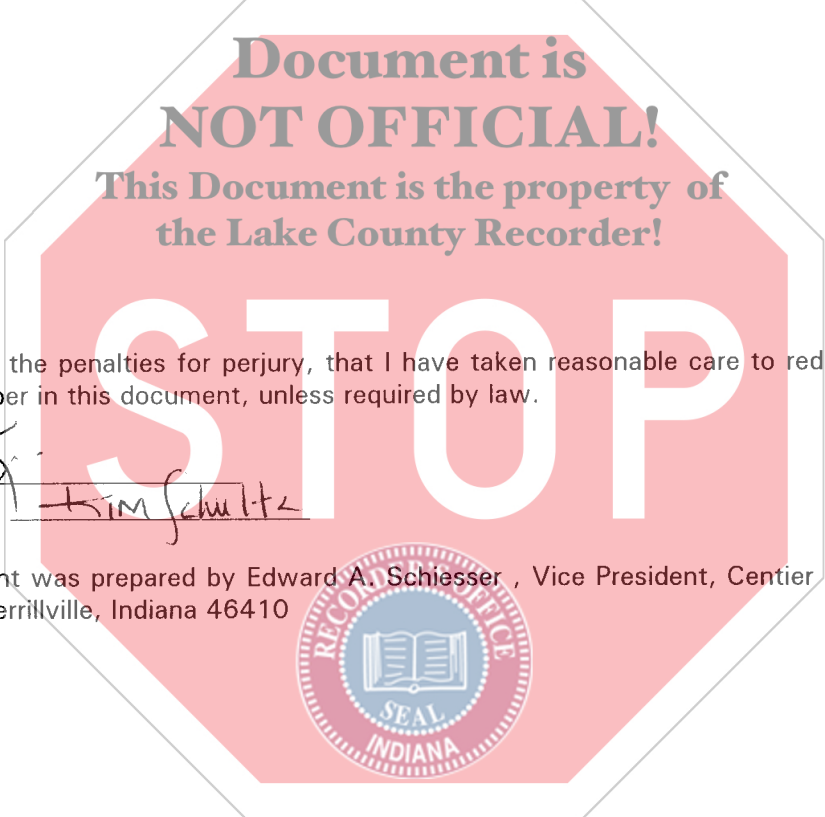 Document is
NOT OFFICIAL!
This Document is the property of
the Lake County Recorder!
STOP
the penalties for perjury, that I have taken reasonable care to red
er in this document, unless required by law.
Kim Schultz
nt was prepared by Edward A. Schiesser , Vice President, Centier
errillville, Indiana 46410
RECORDER'S OFFICE
SEAL
INDIANA